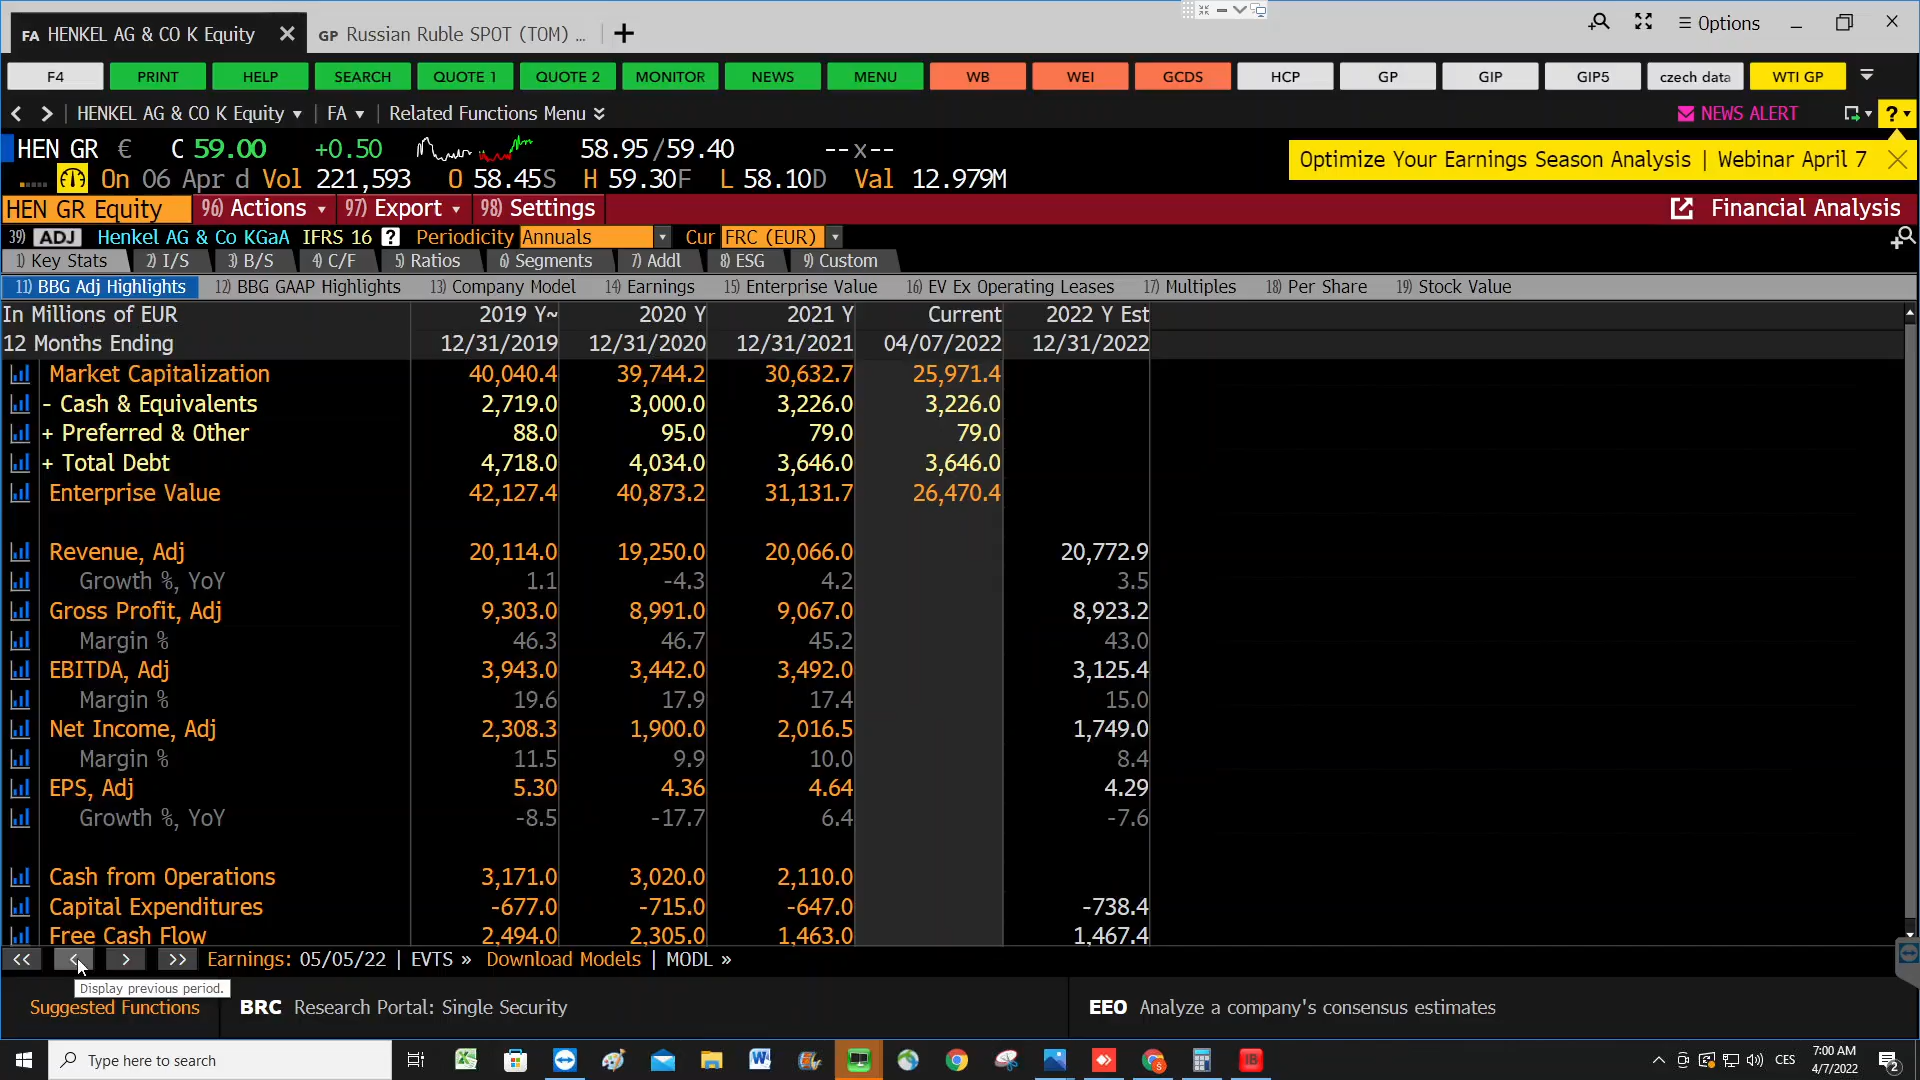 FA HENKEL AG & CO K Equity × GP Russian Ruble SPOT (TOM) ... + Options
F4 PRINT HELP SEARCH QUOTE 1 QUOTE 2 MONITOR NEWS MENU WB WEI GCDS HCP GP GIP GIP5 czech data WTI GP
< > HENKEL AG & CO K Equity FA Related Functions Menu NEWS ALERT ?
HEN GR € C 59.00 +0.50 58.95/59.40 --x--
Optimize Your Earnings Season Analysis | Webinar April 7
On 06 Apr d Vol 221,593 O 58.45S H 59.30F L 58.10D Val 12.979M
HEN GR Equity 96) Actions 97) Export 98) Settings Financial Analysis
39) ADJ Henkel AG & Co KGaA IFRS 16 ? Periodicity Annuals Cur FRC (EUR)
1) Key Stats 2) I/S 3) B/S 4) C/F 5) Ratios 6) Segments 7) Addl 8) ESG 9) Custom
11) BBG Adj Highlights 12) BBG GAAP Highlights 13) Company Model 14) Earnings 15) Enterprise Value 16) EV Ex Operating Leases 17) Multiples 18) Per Share 19) Stock Value
In Millions of EUR 2019 Y~ 2020 Y 2021 Y Current 2022 Y Est
12 Months Ending 12/31/2019 12/31/2020 12/31/2021 04/07/2022 12/31/2022
Market Capitalization 40,040.4 39,744.2 30,632.7 25,971.4
- Cash & Equivalents 2,719.0 3,000.0 3,226.0 3,226.0
+ Preferred & Other 88.0 95.0 79.0 79.0
+ Total Debt 4,718.0 4,034.0 3,646.0 3,646.0
Enterprise Value 42,127.4 40,873.2 31,131.7 26,470.4
Revenue, Adj 20,114.0 19,250.0 20,066.0 20,772.9
Growth %, YoY 1.1 -4.3 4.2 3.5
Gross Profit, Adj 9,303.0 8,991.0 9,067.0 8,923.2
Margin % 46.3 46.7 45.2 43.0
EBITDA, Adj 3,943.0 3,442.0 3,492.0 3,125.4
Margin % 19.6 17.9 17.4 15.0
Net Income, Adj 2,308.3 1,900.0 2,016.5 1,749.0
Margin % 11.5 9.9 10.0 8.4
EPS, Adj 5.30 4.36 4.64 4.29
Growth %, YoY -8.5 -17.7 6.4 -7.6
Cash from Operations 3,171.0 3,020.0 2,110.0
Capital Expenditures -677.0 -715.0 -647.0 -738.4
Free Cash Flow 2,494.0 2,305.0 1,463.0 1,467.4
<< < > >> Earnings: 05/05/22 | EVTS » Download Models | MODL »
Display previous period.
Suggested Functions BRC Research Portal: Single Security EEO Analyze a company's consensus estimates
Type here to search CES 7:00 AM
4/7/2022 2